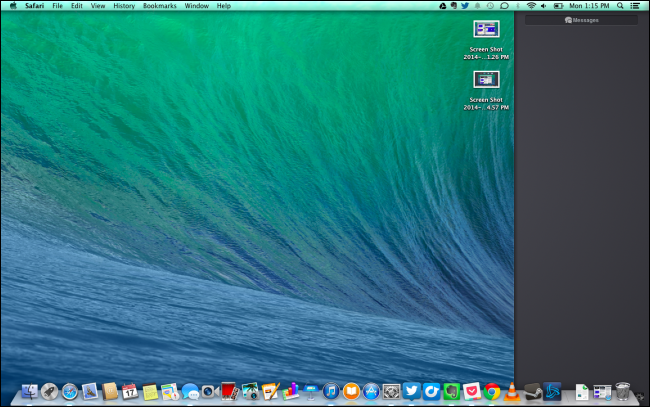 Safari File Edit View History Bookmarks Window Help
Mon 1:15 PM
Messages
Screen Shot
2014-...1.26 PM
Screen Shot
2014-...4.57 PM
17